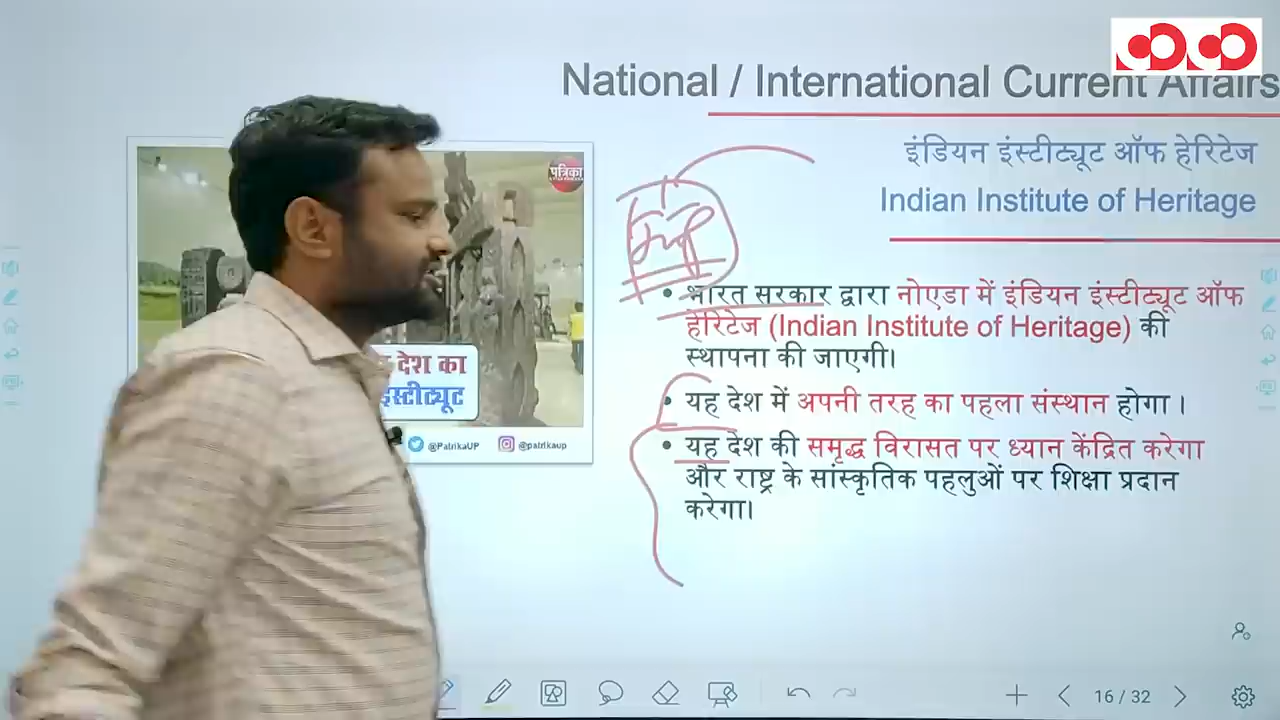 National / International Current Affairs
इंडियन इंस्टीट्यूट ऑफ हेरिटेज
Indian Institute of Heritage
पत्रिका
देश का
इंस्टीट्यूट
@PatrikaUP
@patrikaup
• भारत सरकार द्वारा नोएडा में इंडियन इंस्टीट्यूट ऑफ
हेरिटेज (Indian Institute of Heritage) की
स्थापना की जाएगी।
• यह देश में अपनी तरह का पहला संस्थान होगा ।
• यह देश की समृद्ध विरासत पर ध्यान केंद्रित करेगा
और राष्ट्र के सांस्कृतिक पहलुओं पर शिक्षा प्रदान
करेगा।
16 / 32